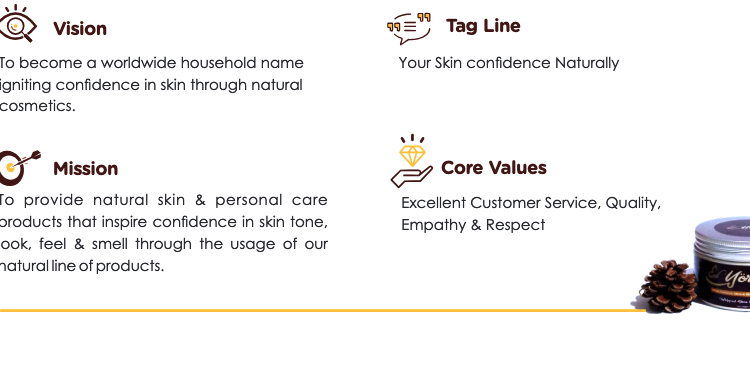 Vision
To become a worldwide household name
igniting confidence in skin through natural
cosmetics.
Mission
To provide natural skin & personal care
products that inspire confidence in skin tone,
look, feel & smell through the usage of our
natural line of products.
Tag Line
Your Skin confidence Naturally
Core Values
Excellent Customer Service, Quality,
Empathy & Respect